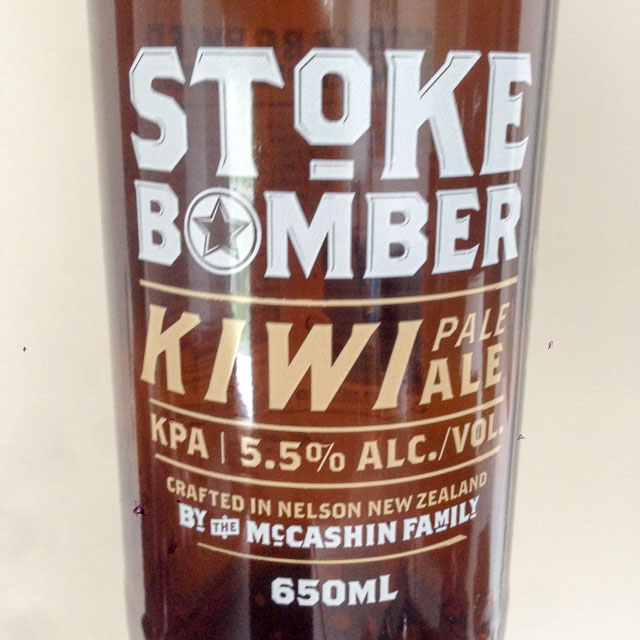 STOKE
BOMBER
KIWI PALE ALE
KPA | 5.5% ALC./VOL.
CRAFTED IN NELSON NEW ZEALAND
BY THE McCASHIN FAMILY
650ML